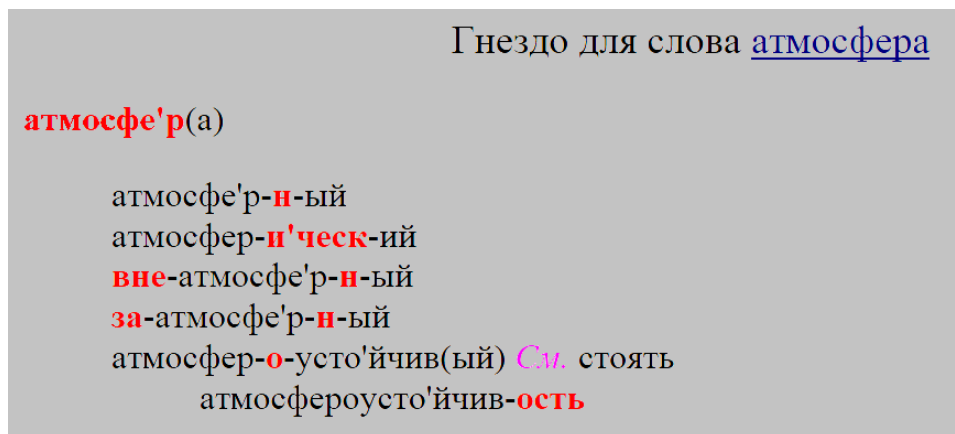 Гнездо для слова атмосфера
атмосфе'р(а)
атмосфе'р-н-ый
атмосфер-и'ческ-ий
вне-атмосфе'р-н-ый
за-атмосфе'р-н-ый
атмосфер-о-усто'йчив(ый) См. стоять
атмосфероусто'йчив-ость